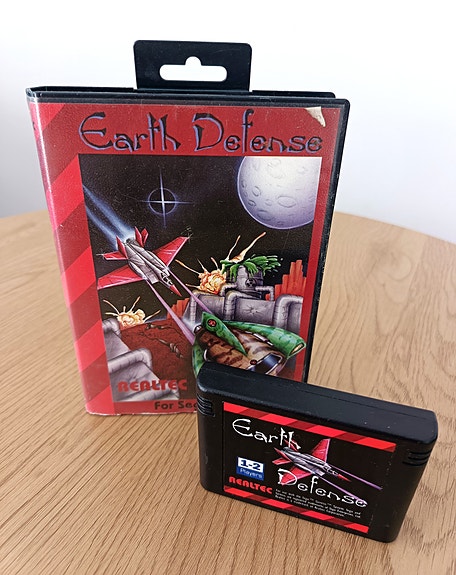 Earth Defense
REALTEC
For Se
Earth
1-2
Players
Defense
REALTEC